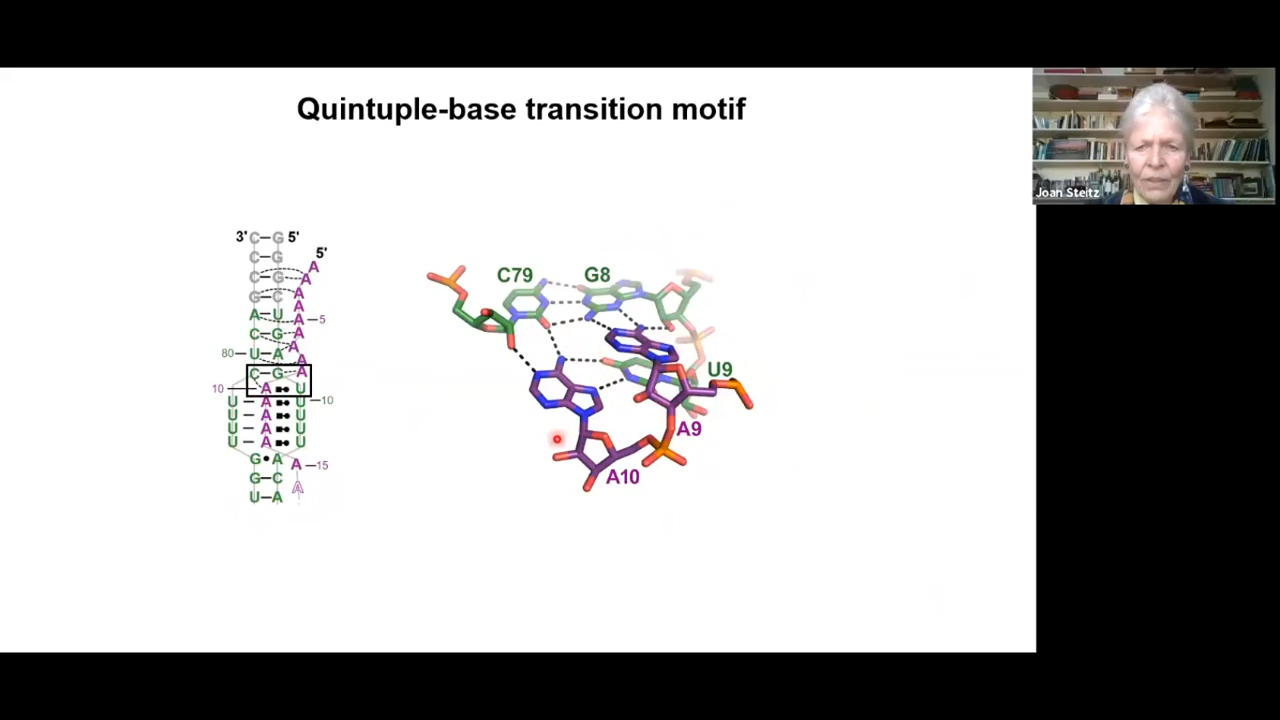 Quintuple-base transition motif
Joan Steitz
3' C G 5'
C G
C G
G C
A U
C G
80 U A
C G
5'
A
A
A
A
A 5
A
A
A
A
10 A U
U A U 10
U A U
U A U
U A U
G A A 15
G C A
U A
C79 G8
U9
A9
A10